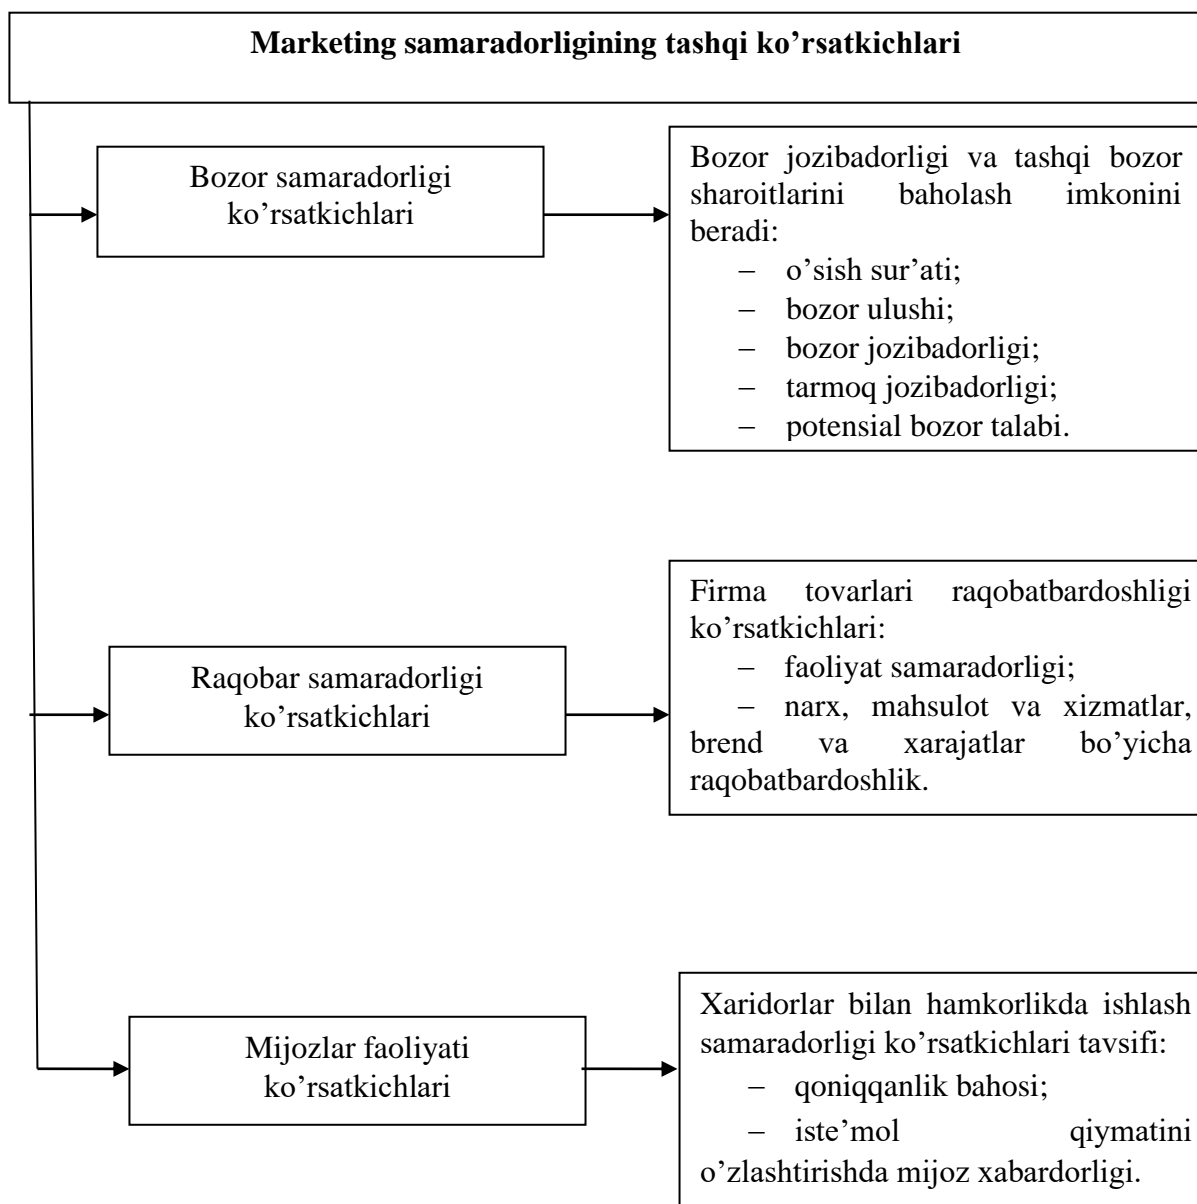 Marketing samaradorligining tashqi ko’rsatkichlari
Bozor samaradorligi
ko’rsatkichlari
Bozor jozibadorligi va tashqi bozor
sharoitlarini baholash imkonini
beradi:
– o’sish sur’ati;
– bozor ulushi;
– bozor jozibadorligi;
– tarmoq jozibadorligi;
– potensial bozor talabi.
Raqobar samaradorligi
ko’rsatkichlari
Firma tovarlari raqobatbardoshligi
ko’rsatkichlari:
– faoliyat samaradorligi;
– narx, mahsulot va xizmatlar,
brend va xarajatlar bo’yicha
raqobatbardoshlik.
Mijozlar faoliyati
ko’rsatkichlari
Xaridorlar bilan hamkorlikda ishlash
samaradorligi ko’rsatkichlari tavsifi:
– qoniqqanlik bahosi;
– iste’mol qiymatini
o’zlashtirishda mijoz xabardorligi.